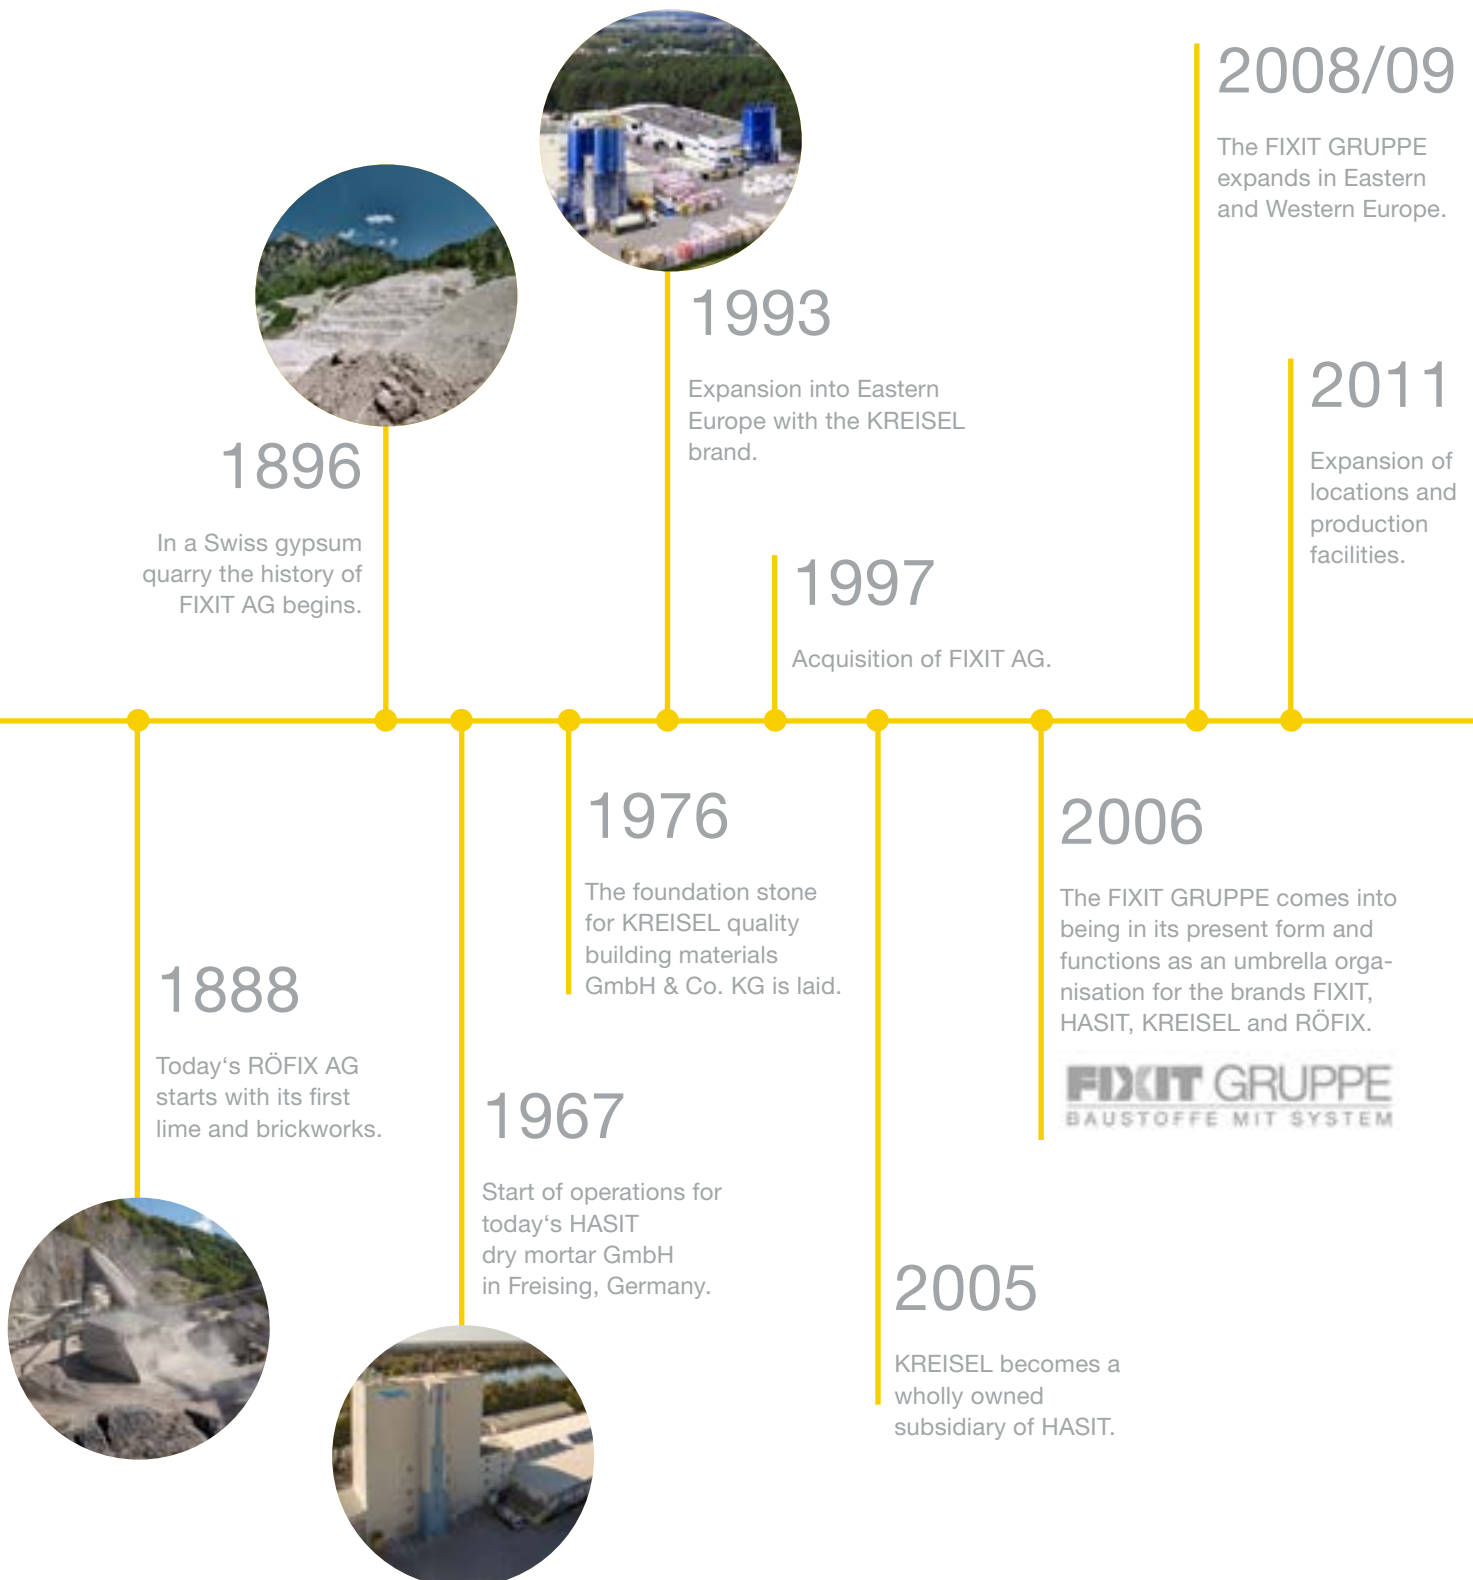 1888
Today‘s RÖFIX AG
starts with its first
lime and brickworks.
1896
In a Swiss gypsum
quarry the history of
FIXIT AG begins.
1967
Start of operations for
today‘s HASIT
dry mortar GmbH
in Freising, Germany.
1976
The foundation stone
for KREISEL quality
building materials
GmbH & Co. KG is laid.
1993
Expansion into Eastern
Europe with the KREISEL
brand.
1997
Acquisition of FIXIT AG.
2005
KREISEL becomes a
wholly owned
subsidiary of HASIT.
2006
The FIXIT GRUPPE comes into
being in its present form and
functions as an umbrella orga-
nisation for the brands FIXIT,
HASIT, KREISEL and RÖFIX.
FIXIT GRUPPE
BAUSTOFFE MIT SYSTEM
2008/09
The FIXIT GRUPPE
expands in Eastern
and Western Europe.
2011
Expansion of
locations and
production
facilities.